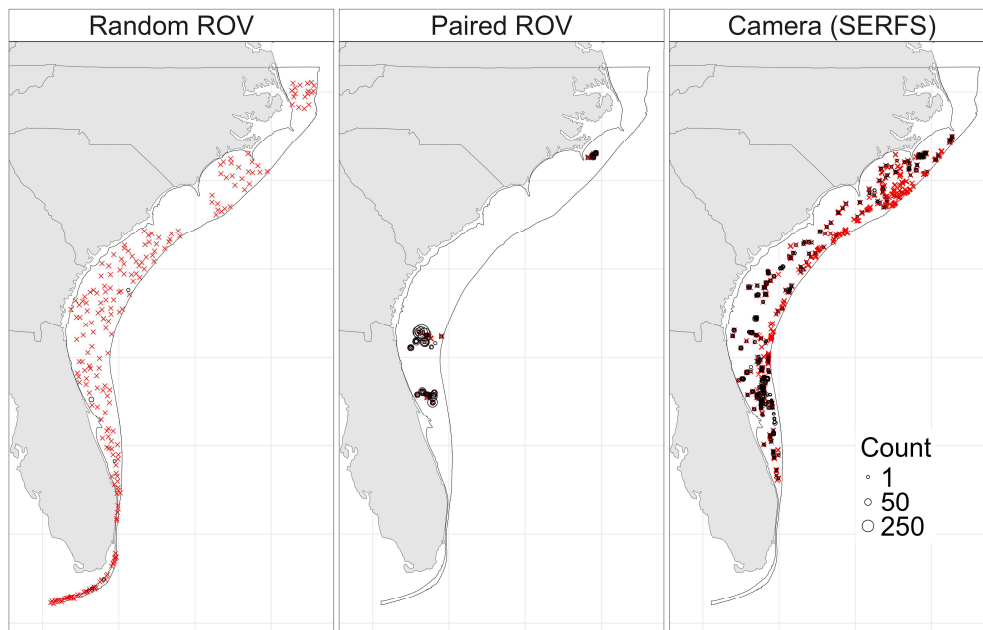 Random ROV
Paired ROV
Camera (SERFS)
Count
1
50
250